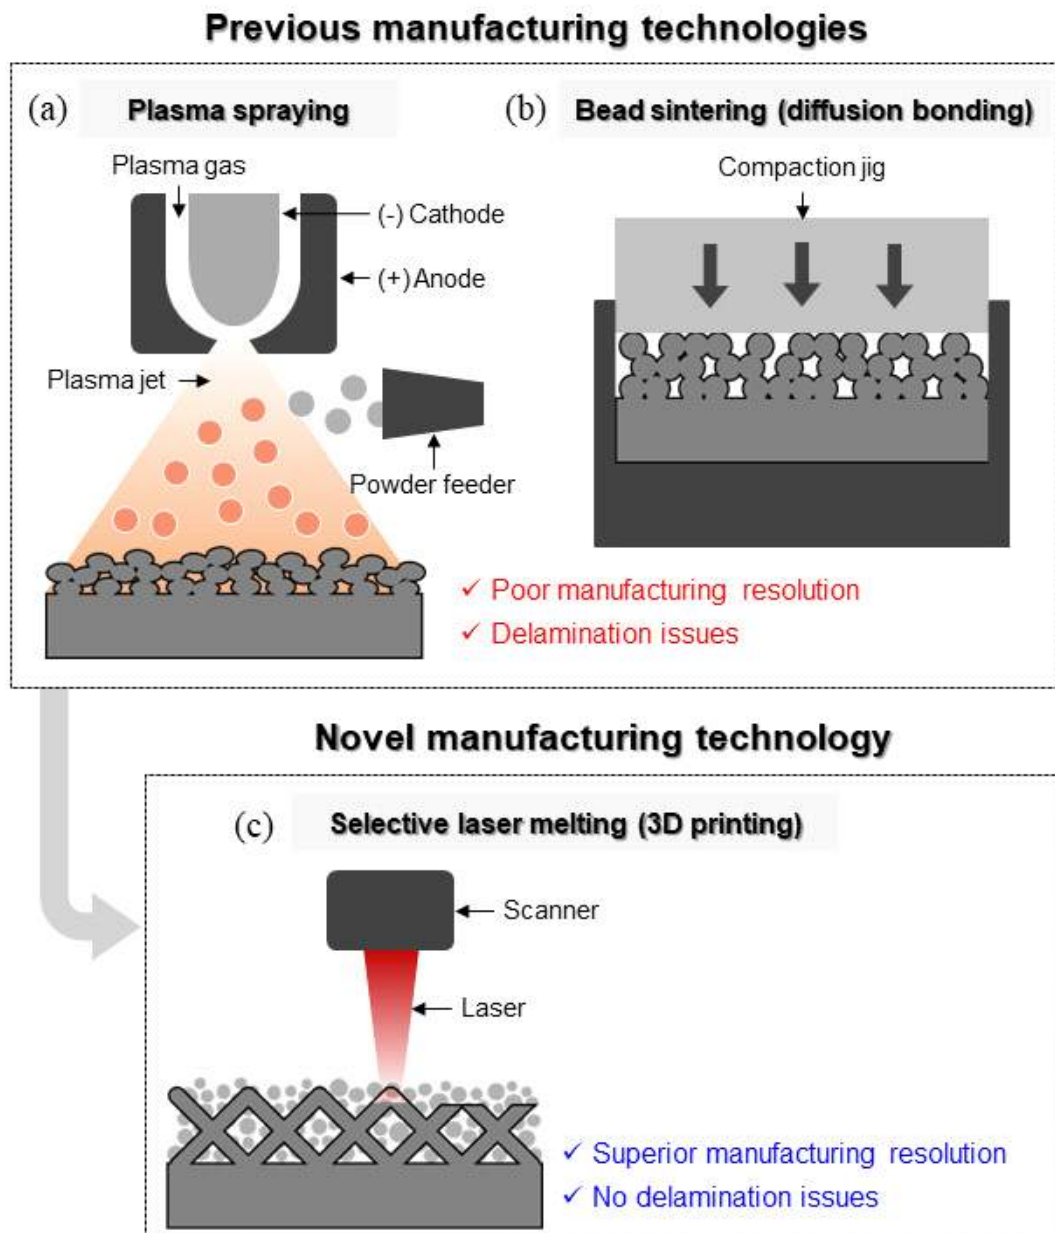 Previous manufacturing technologies
(a) Plasma spraying
Plasma gas
(-) Cathode
(+) Anode
Plasma jet
Powder feeder
(b) Bead sintering (diffusion bonding)
Compaction jig
✓ Poor manufacturing resolution
✓ Delamination issues
Novel manufacturing technology
(c) Selective laser melting (3D printing)
Scanner
Laser
✓ Superior manufacturing resolution
✓ No delamination issues